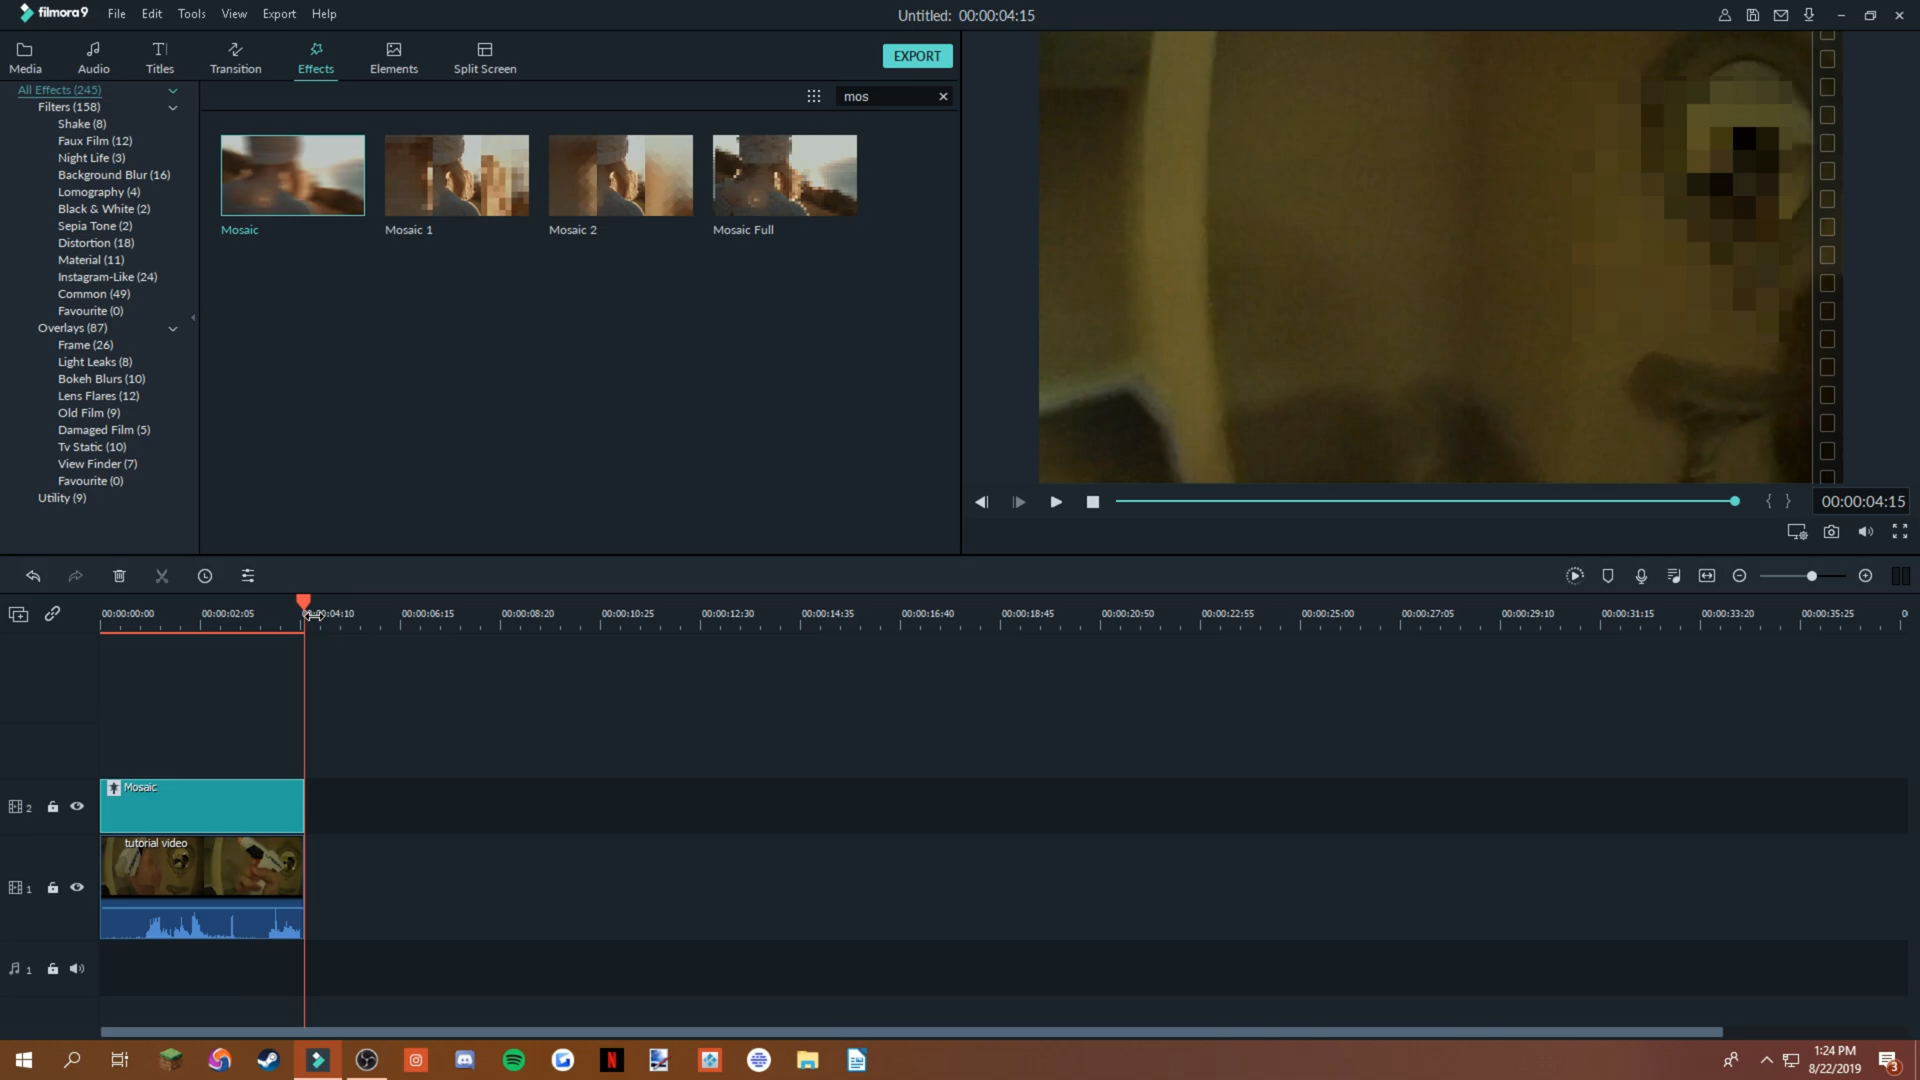 filmora9 File Edit Tools View Export Help Untitled: 00:00:04:15
Media Audio Titles Transition Effects Elements Split Screen EXPORT
All Effects (245)
Filters (158)
Shake (8)
Faux Film (12)
Night Life (3)
Background Blur (16)
Lomography (4)
Black & White (2)
Sepia Tone (2)
Distortion (18)
Material (11)
Instagram-Like (24)
Common (49)
Favourite (0)
Overlays (87)
Frame (26)
Light Leaks (8)
Bokeh Blurs (10)
Lens Flares (12)
Old Film (9)
Damaged Film (5)
Tv Static (10)
View Finder (7)
Favourite (0)
Utility (9)
mos
Mosaic Mosaic 1 Mosaic 2 Mosaic Full
00:00:04:15
00:00:00:00 00:00:02:05 00:00:06:15 00:00:08:20 00:00:10:25 00:00:12:30 00:00:14:35 00:00:16:40 00:00:18:45 00:00:20:50 00:00:22:55 00:00:25:00 00:00:27:05 00:00:29:10 00:00:31:15 00:00:33:20 00:00:35:25
2 Mosaic
tutorial video
1
1
1:24 PM
8/22/2019
3